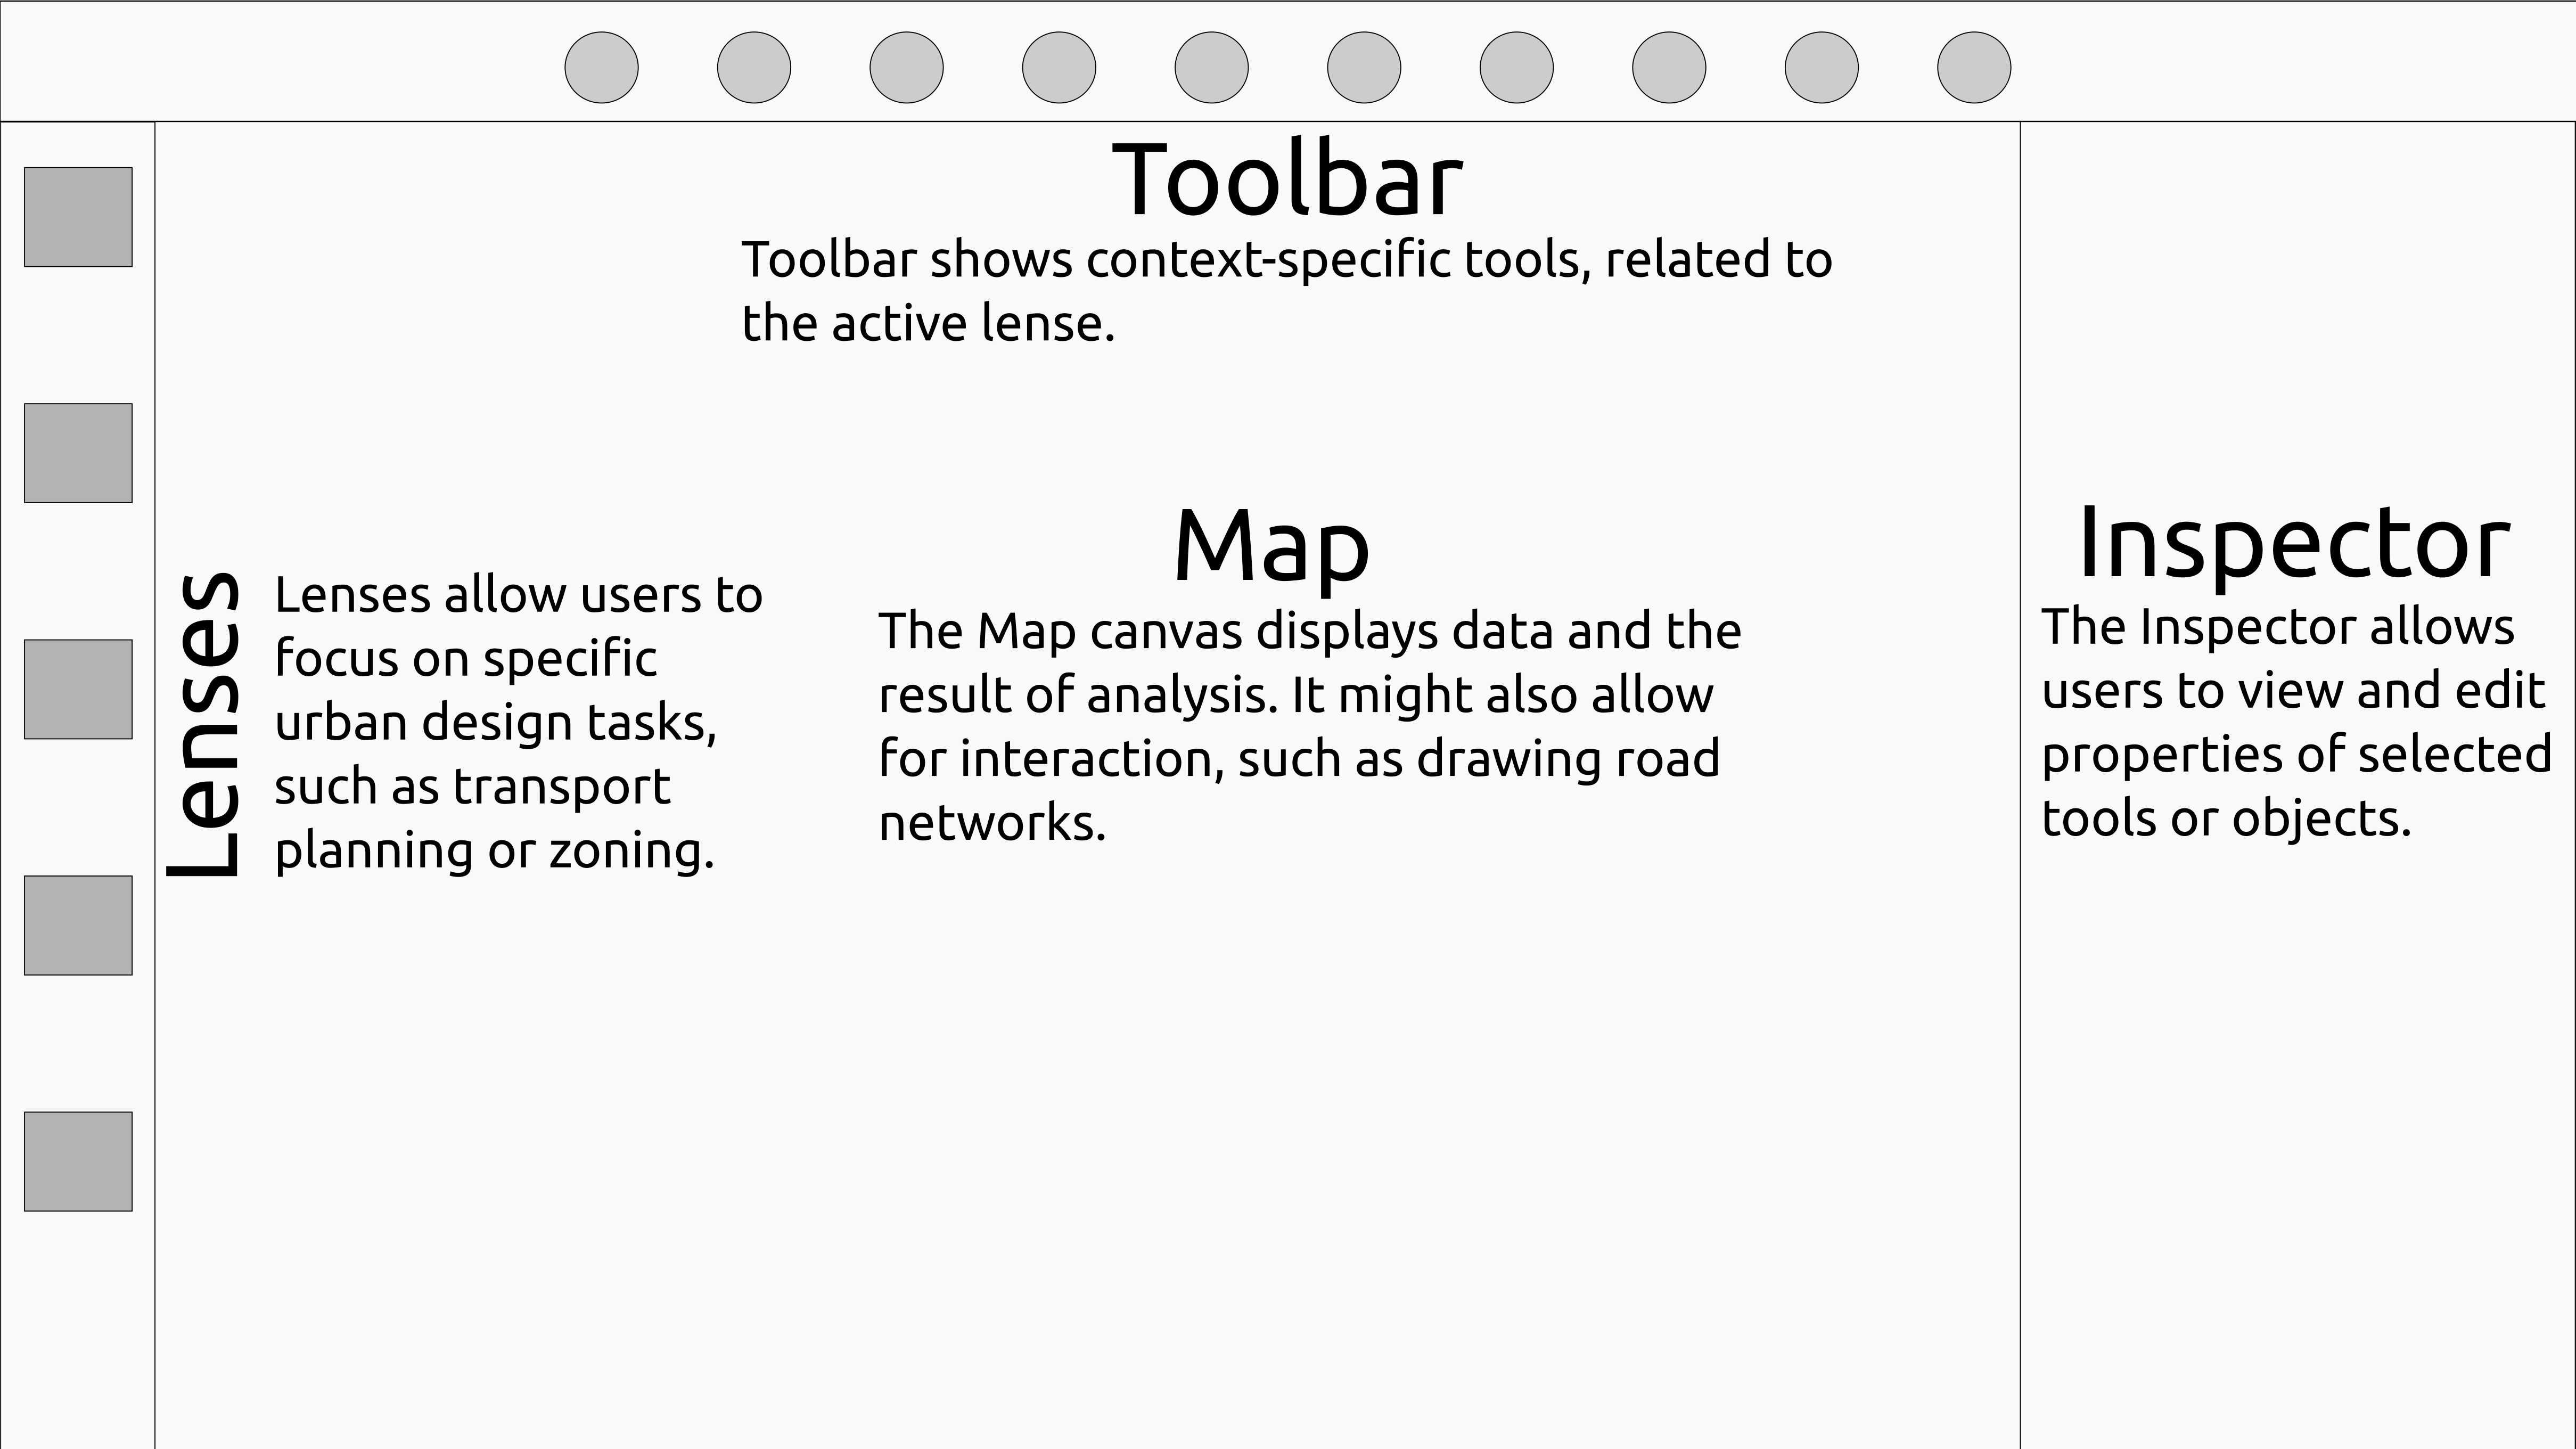 Toolbar
Toolbar shows context-specific tools, related to
the active lense.
Lenses
Lenses allow users to
focus on specific
urban design tasks,
such as transport
planning or zoning.
Map
The Map canvas displays data and the
result of analysis. It might also allow
for interaction, such as drawing road
networks.
Inspector
The Inspector allows
users to view and edit
properties of selected
tools or objects.